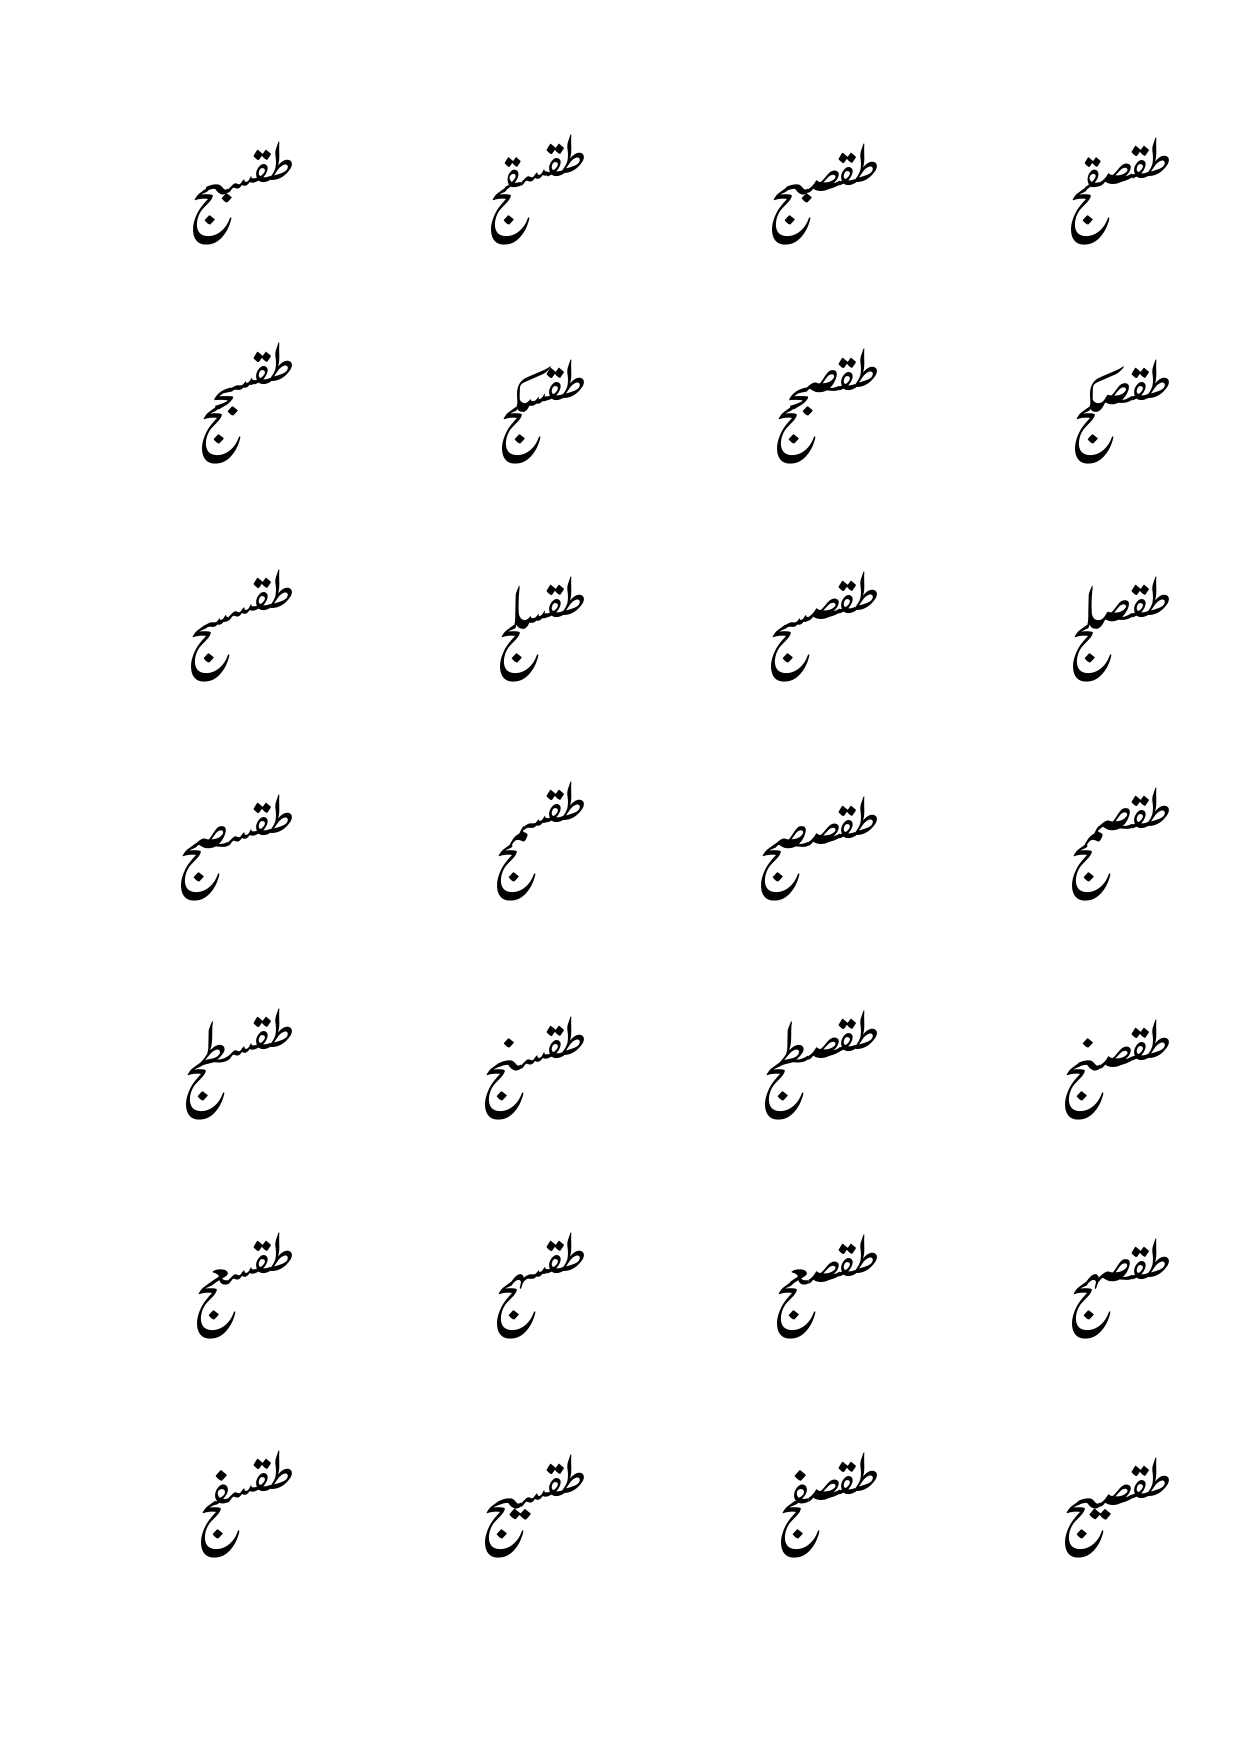 طقصقج طقصبج طقسقج طقسبج
طقصكج طقصجج طقسكج طقسجج
طقصلج طقصسج طقسلج طقسسج
طقصمج طقصصج طقسمج طقسصج
طقصنج طقصطج طقسنج طقسطج
طقصهج طقصعج طقسهج طقسعج
طقصيج طقصفج طقسيج طقسفج